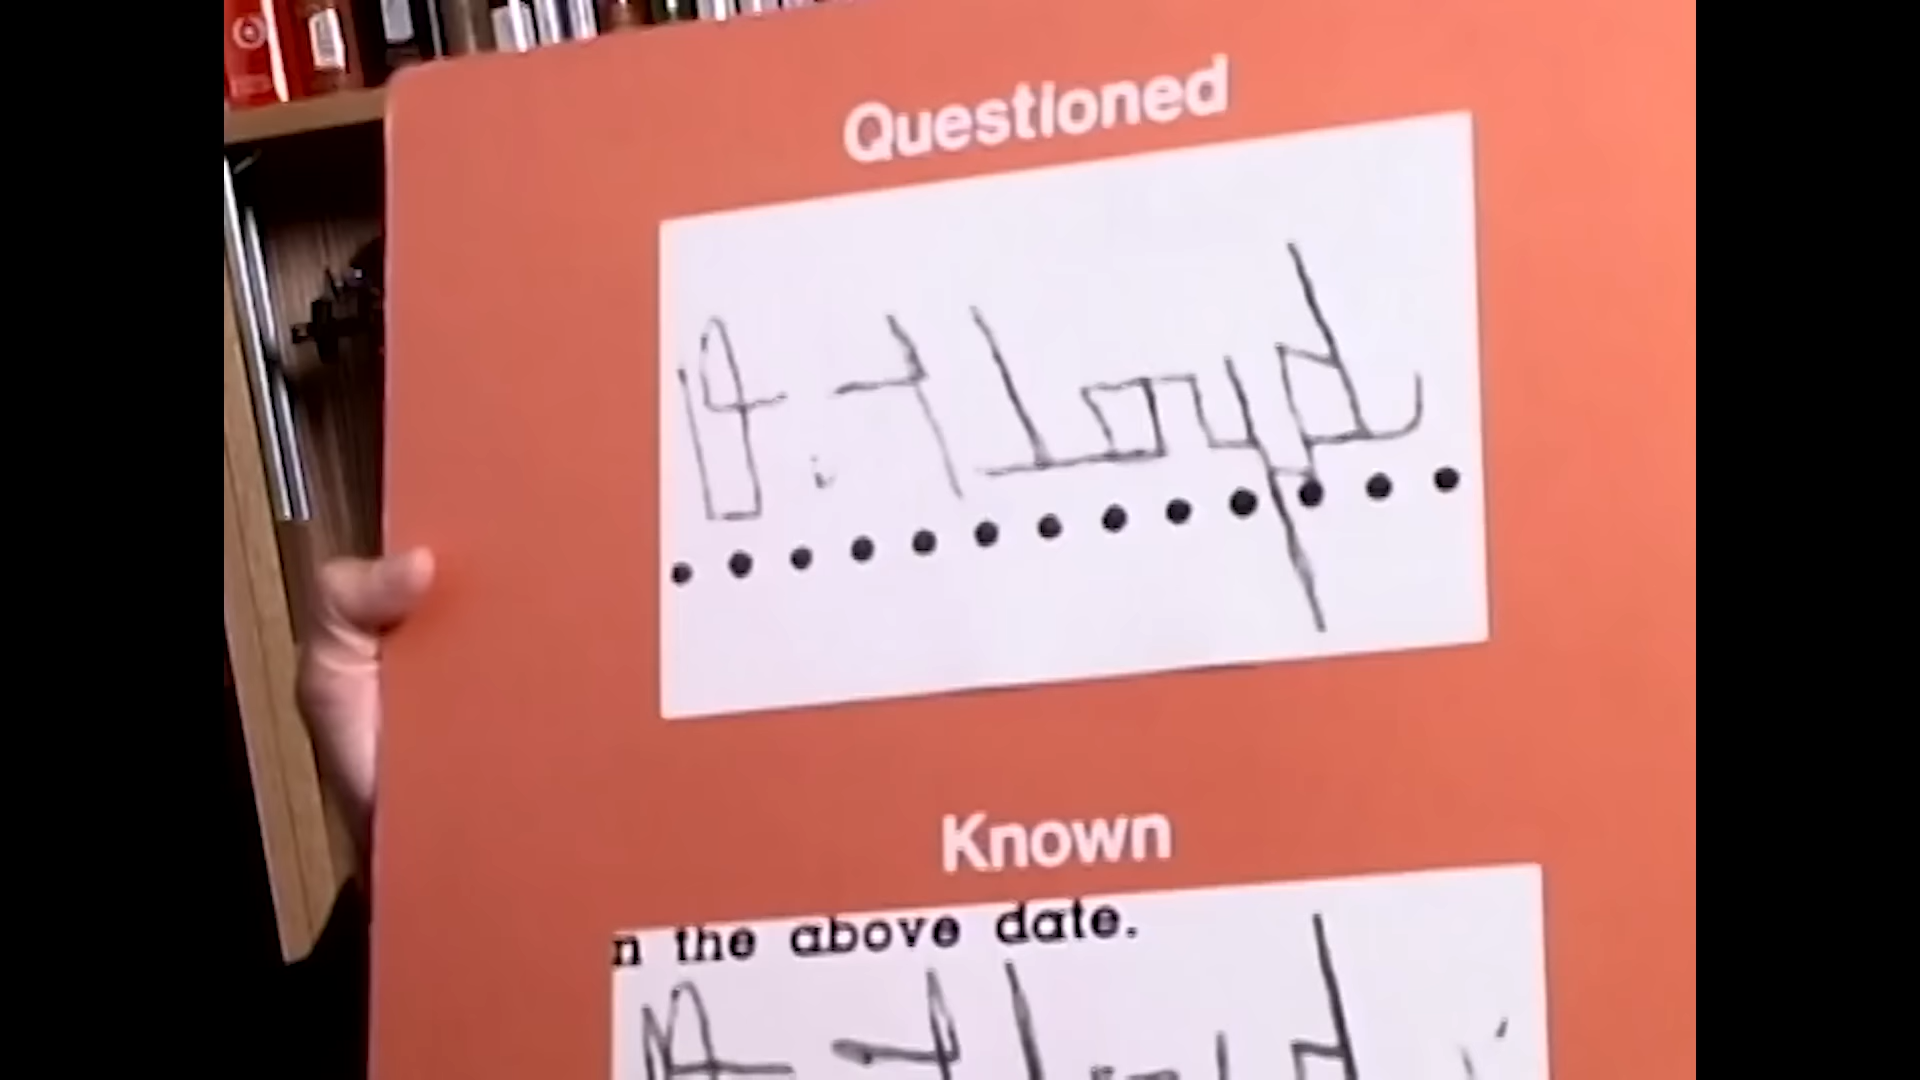 Questioned
A. Lloyd
Known
n the above date.